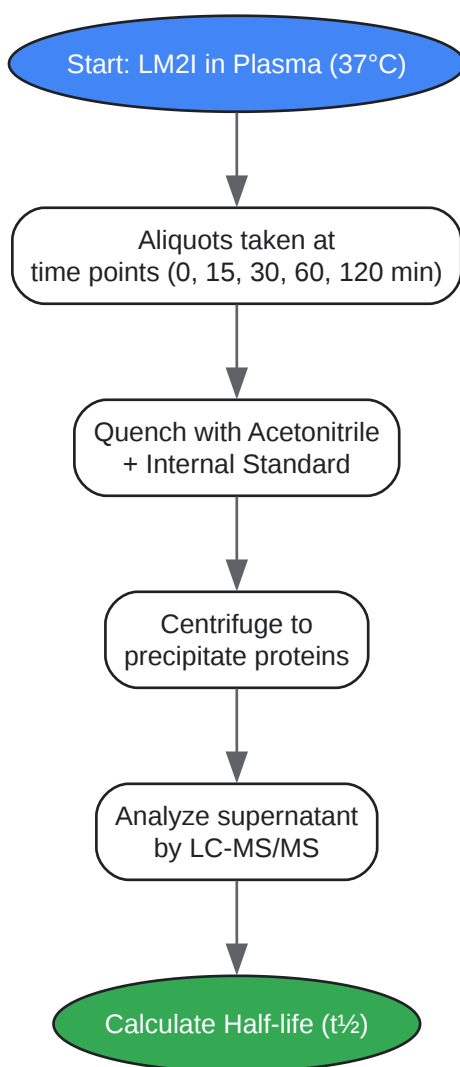 Start: LM2I in Plasma (37°C)
Aliquots taken at
time points (0, 15, 30, 60, 120 min)
Quench with Acetonitrile
+ Internal Standard
Centrifuge to
precipitate proteins
Analyze supernatant
by LC-MS/MS
Calculate Half-life (t½)